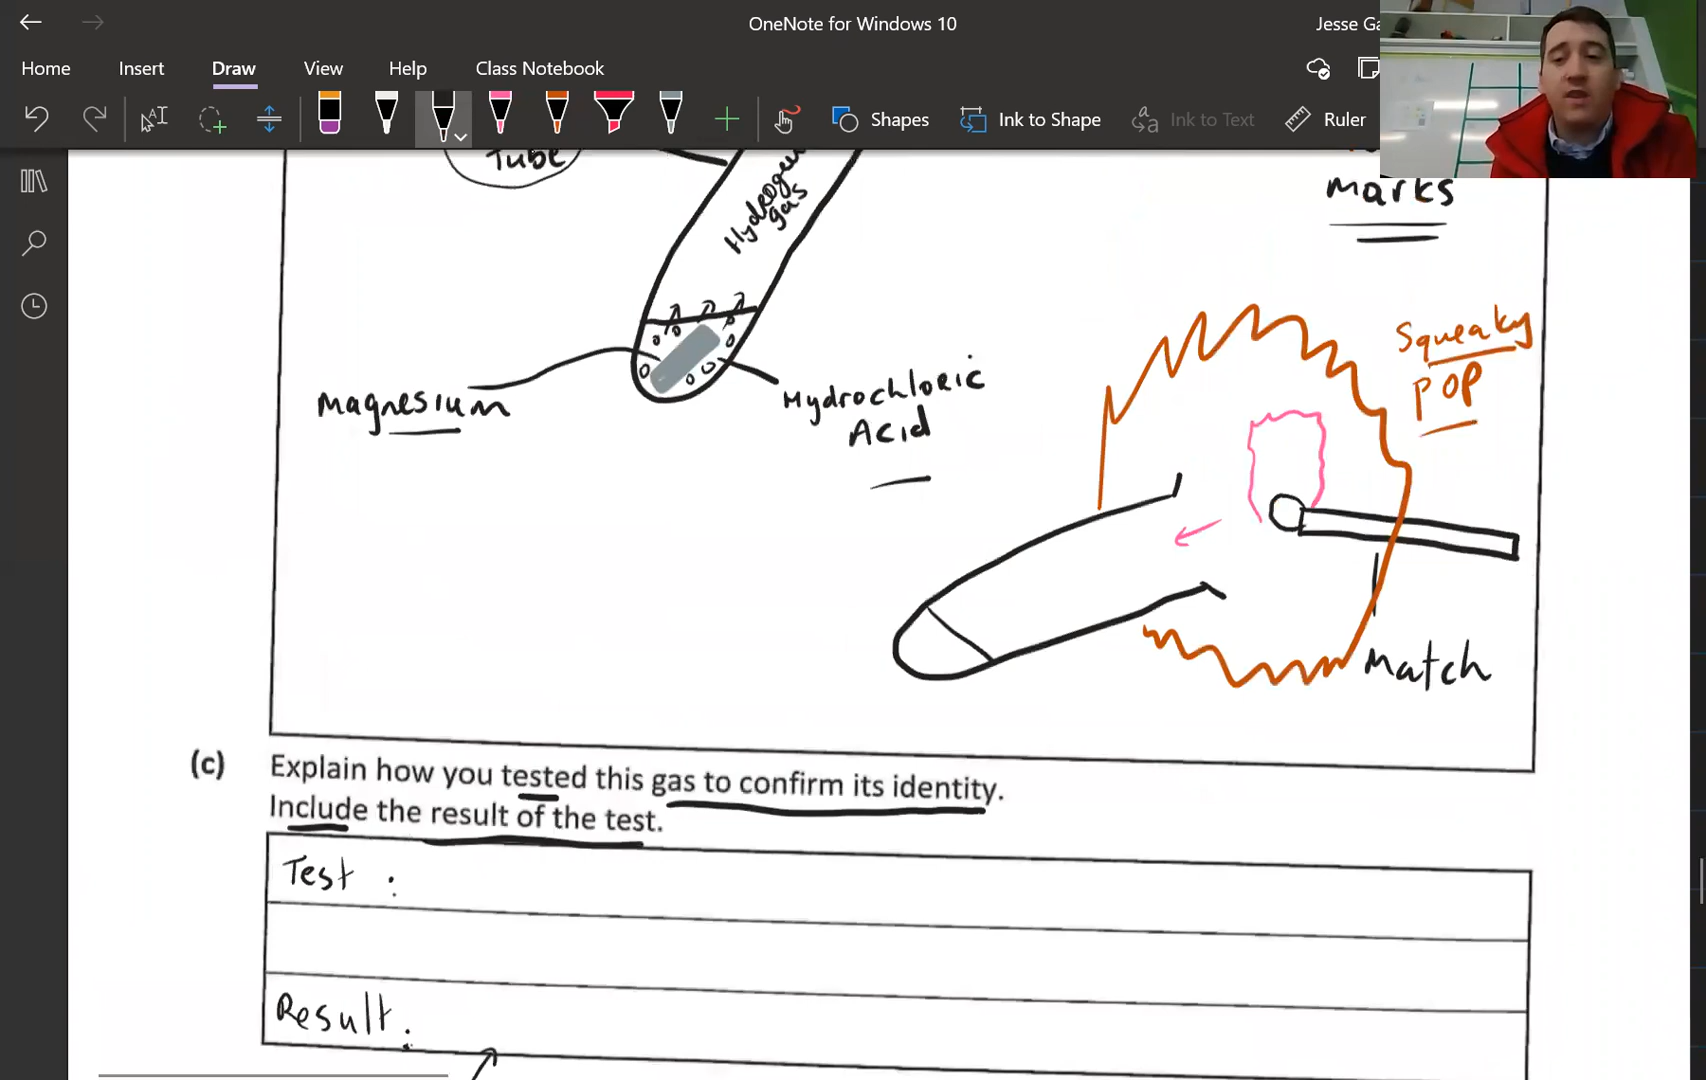 OneNote for Windows 10
Jesse Ga
Home Insert Draw View Help Class Notebook
Shapes Ink to Shape Ink to Text Ruler
Tube
Hydrogen
gas
Marks
Squeaky
POP
Magnesium
Hydrochloric
Acid
Match
(c) Explain how you tested this gas to confirm its identity.
Include the result of the test.
Test :
Result :